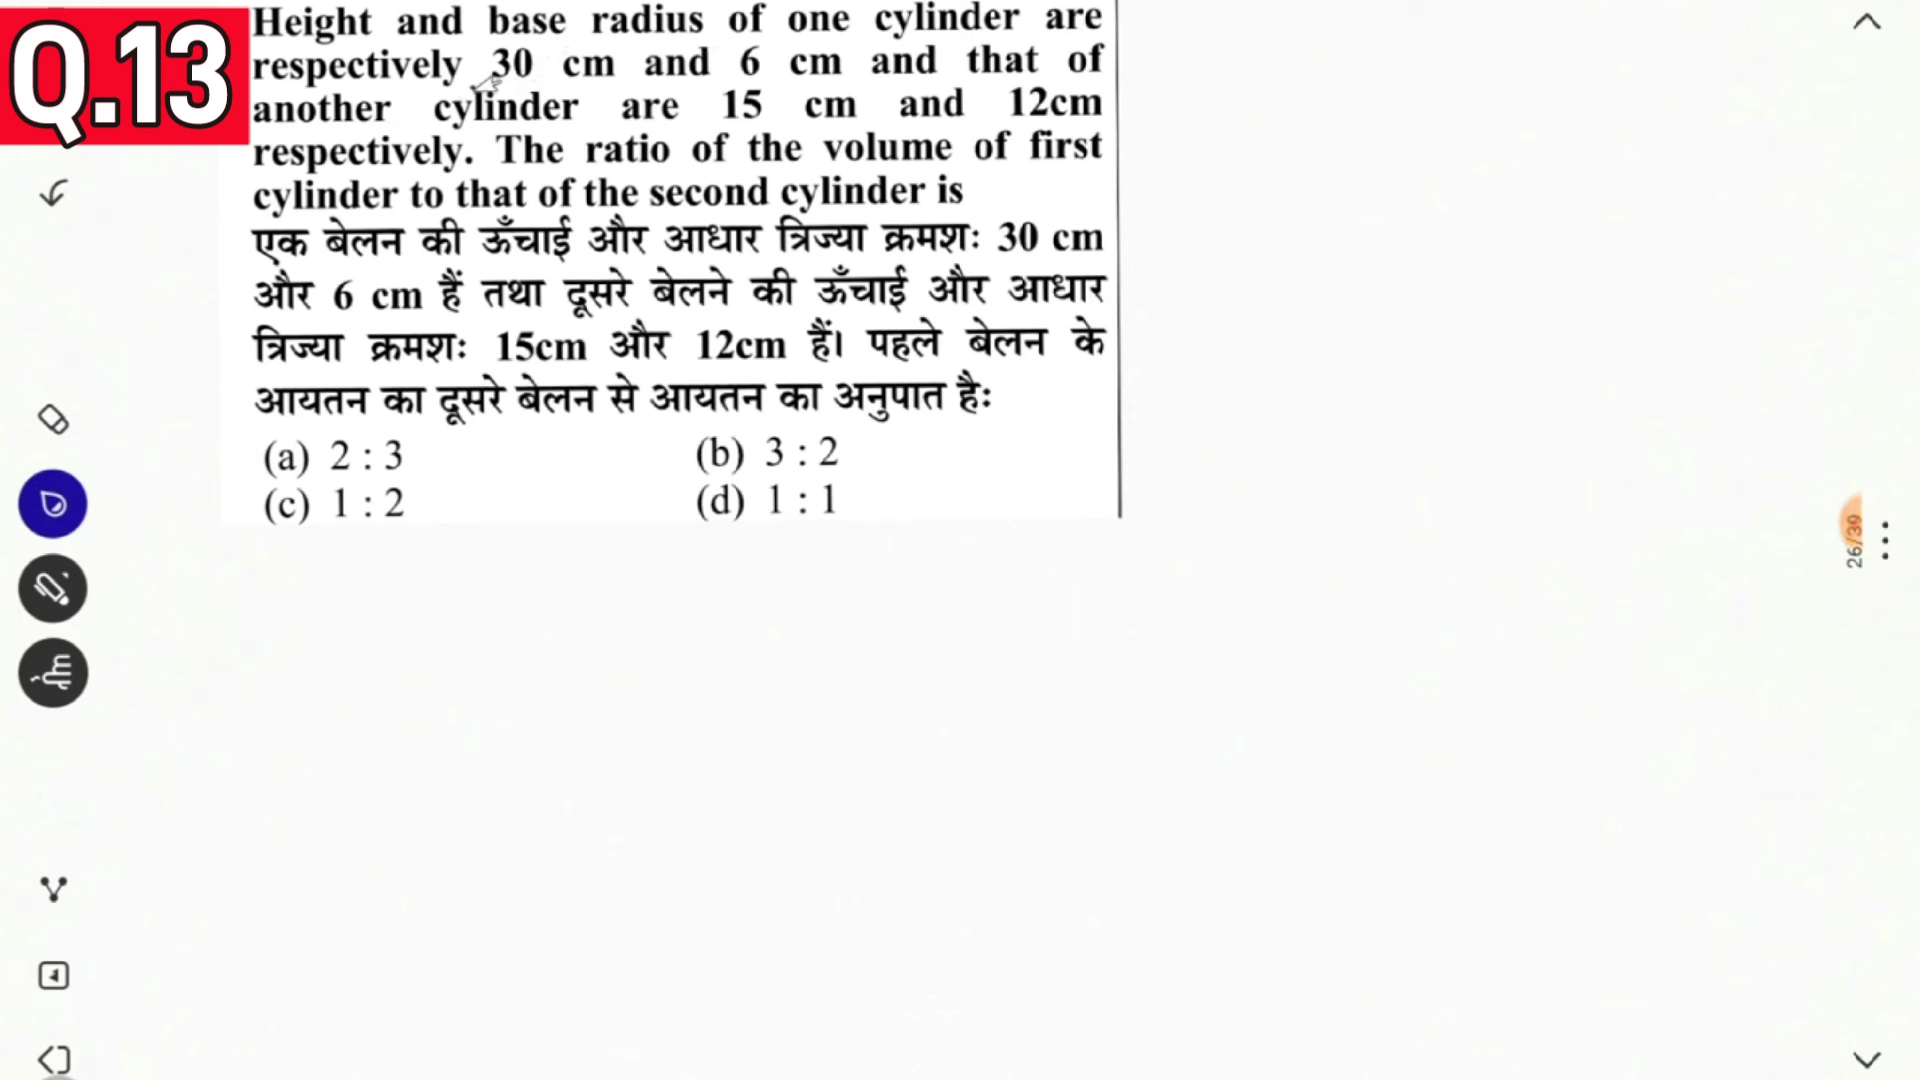 Q.13
Height and base radius of one cylinder are
respectively 30 cm and 6 cm and that of
another cylinder are 15 cm and 12cm
respectively. The ratio of the volume of first
cylinder to that of the second cylinder is
एक बेलन की ऊँचाई और आधार त्रिज्या क्रमशः 30 cm
और 6 cm हैं तथा दूसरे बेलने की ऊँचाई और आधार
त्रिज्या क्रमशः 15cm और 12cm हैं। पहले बेलन के
आयतन का दूसरे बेलन से आयतन का अनुपात हैः
(a) 2 : 3 (b) 3 : 2
(c) 1 : 2 (d) 1 : 1
26/39